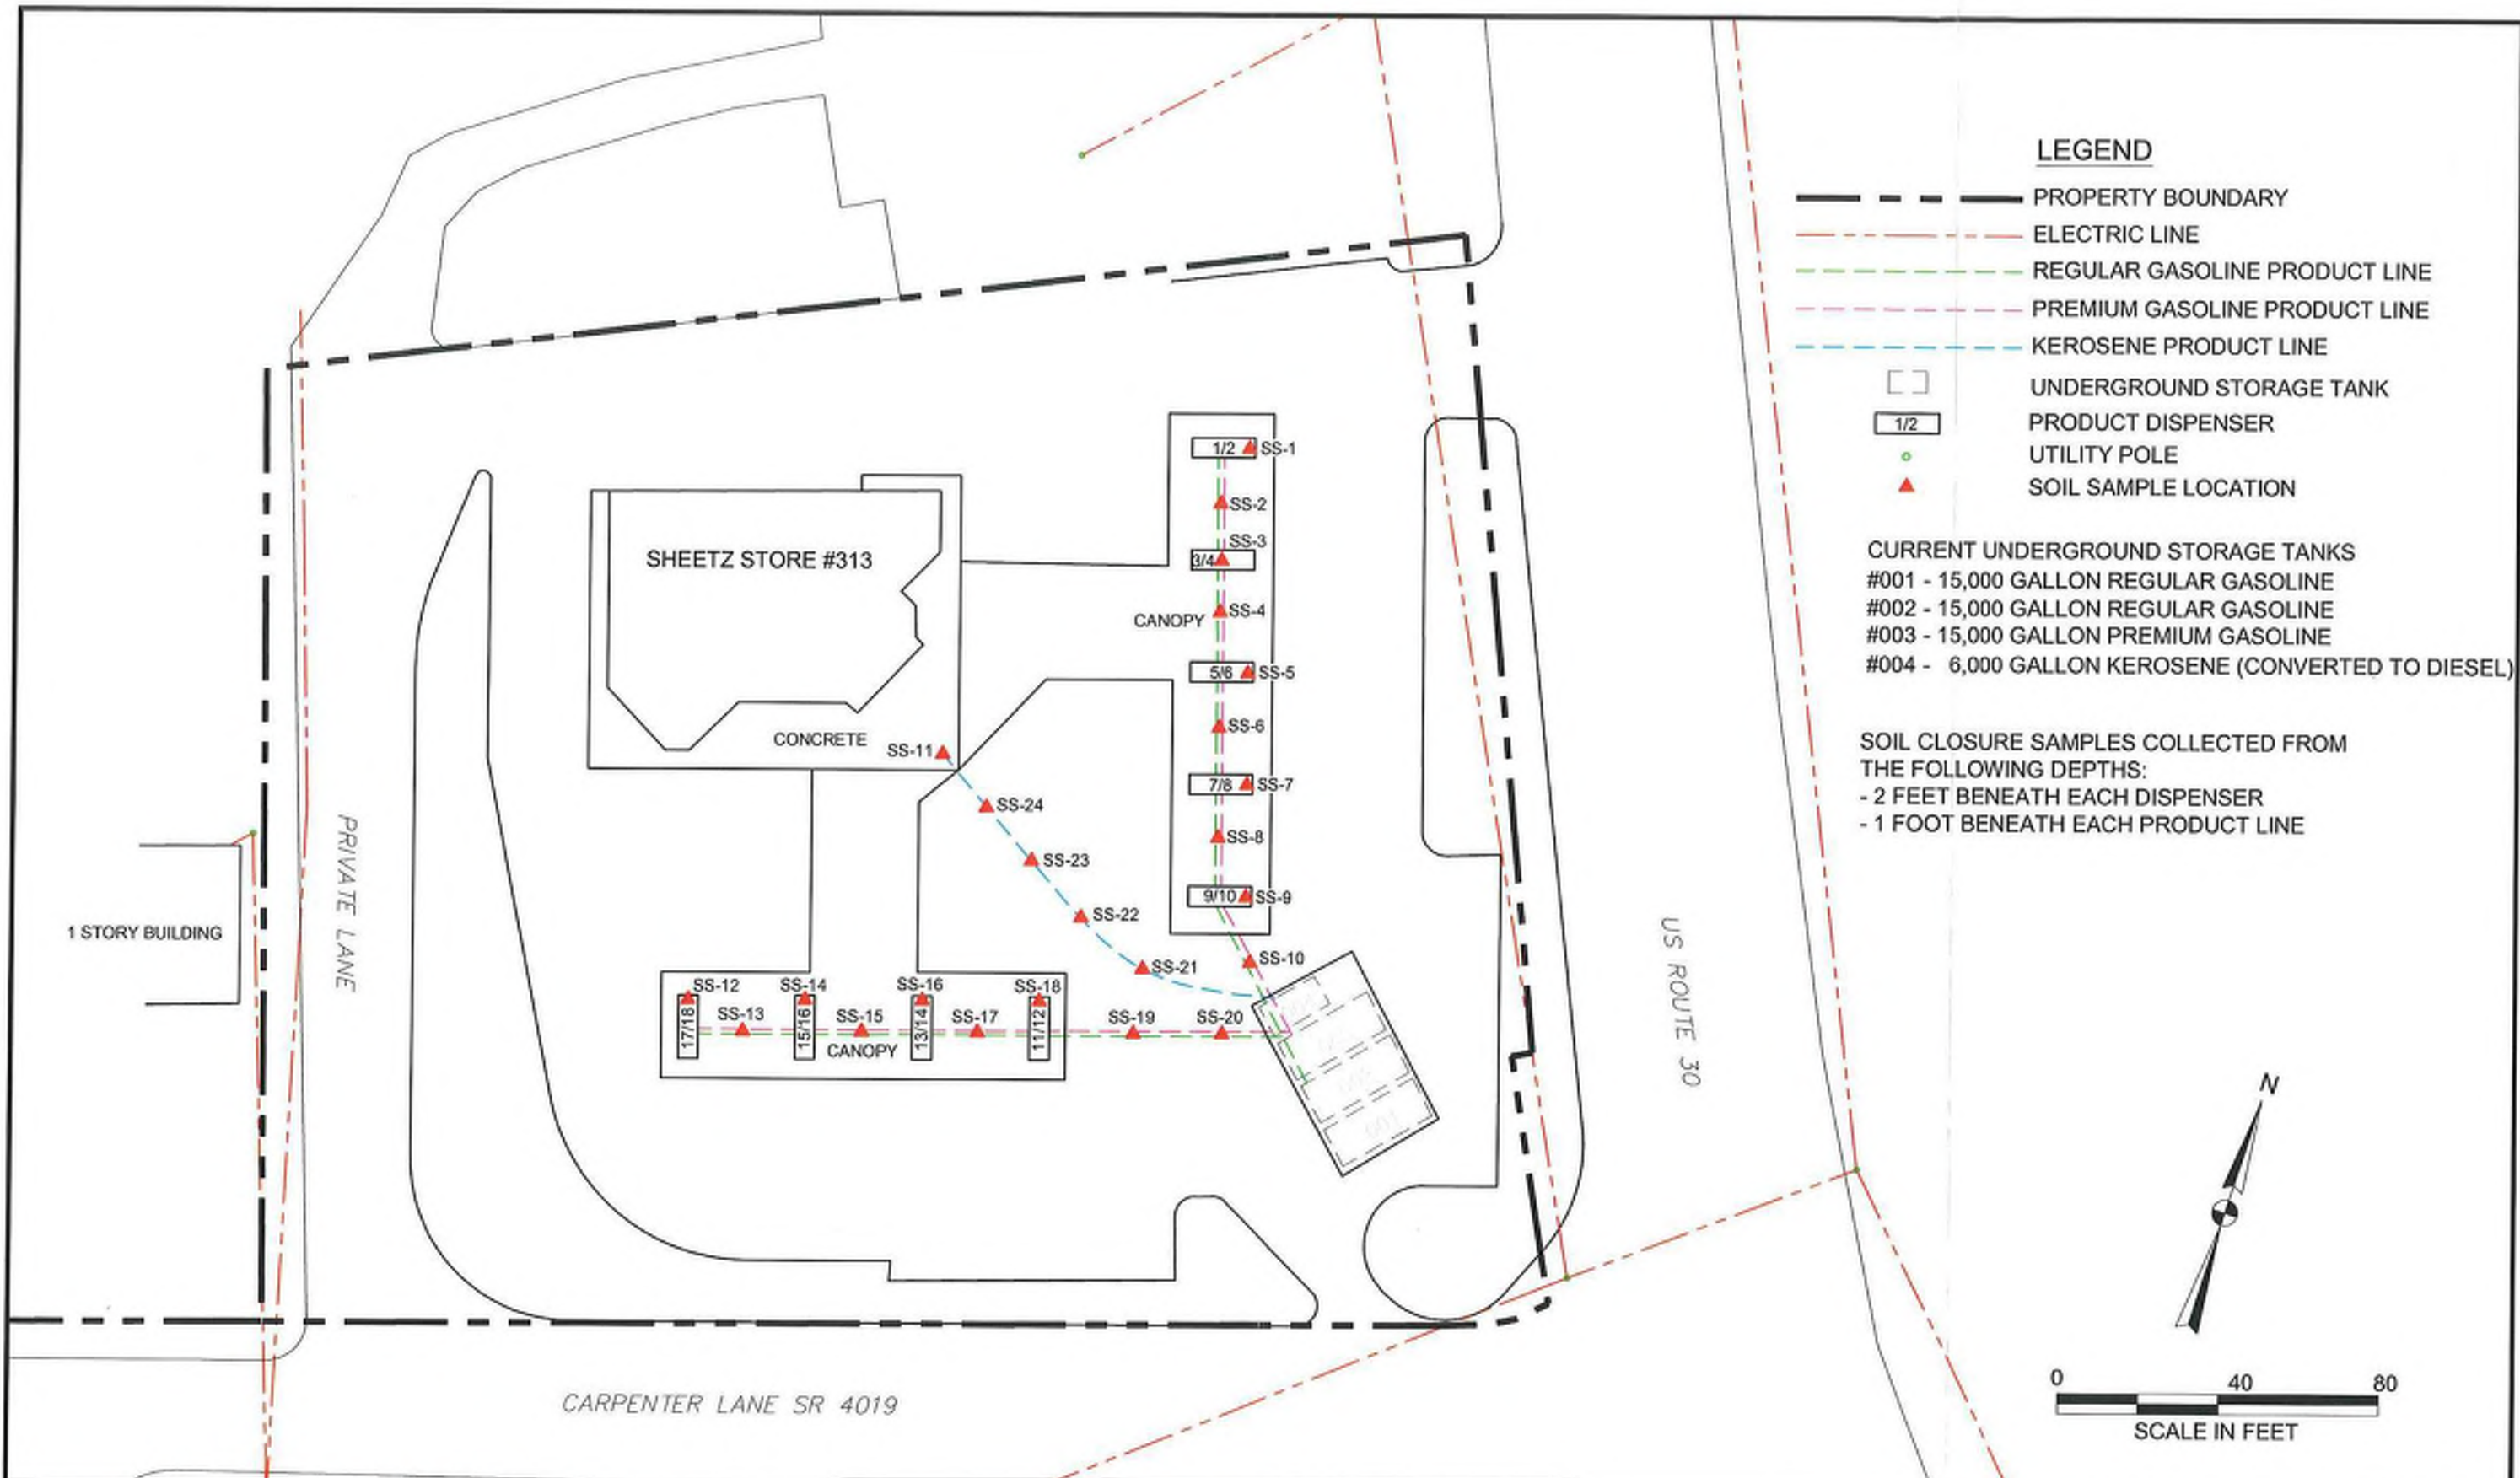 LEGEND
PROPERTY BOUNDARY
ELECTRIC LINE
REGULAR GASOLINE PRODUCT LINE
PREMIUM GASOLINE PRODUCT LINE
KEROSENE PRODUCT LINE
UNDERGROUND STORAGE TANK
1/2 PRODUCT DISPENSER
UTILITY POLE
SOIL SAMPLE LOCATION
CURRENT UNDERGROUND STORAGE TANKS
#001 - 15,000 GALLON REGULAR GASOLINE
#002 - 15,000 GALLON REGULAR GASOLINE
#003 - 15,000 GALLON PREMIUM GASOLINE
#004 - 6,000 GALLON KEROSENE (CONVERTED TO DIESEL)
SOIL CLOSURE SAMPLES COLLECTED FROM
THE FOLLOWING DEPTHS:
- 2 FEET BENEATH EACH DISPENSER
- 1 FOOT BENEATH EACH PRODUCT LINE
1/2 SS-1
SS-2
SS-3
3/4
SS-4
CANOPY
5/6 SS-5
SS-6
7/8 SS-7
SS-8
9/10 SS-9
SS-10
SHEETZ STORE #313
CONCRETE
SS-11
SS-24
SS-23
SS-22
SS-21
SS-12
SS-14
SS-16
SS-18
SS-13
SS-15
SS-17
SS-19
SS-20
17/18
15/16
13/14
11/12
CANOPY
001
1 STORY BUILDING
PRIVATE LANE
US ROUTE 30
CARPENTER LANE SR 4019
N
0 40 80
SCALE IN FEET